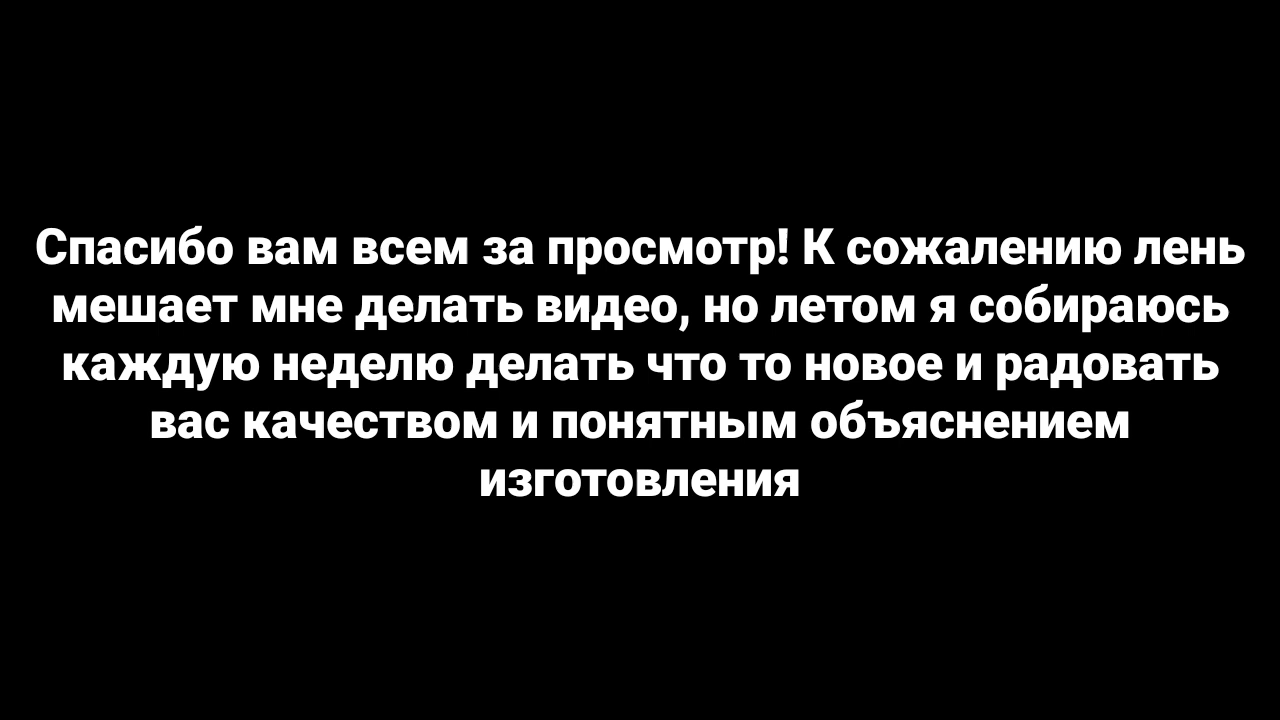 Спасибо вам всем за просмотр! К сожалению лень
мешает мне делать видео, но летом я собираюсь
каждую неделю делать что то новое и радовать
вас качеством и понятным объяснением
изготовления